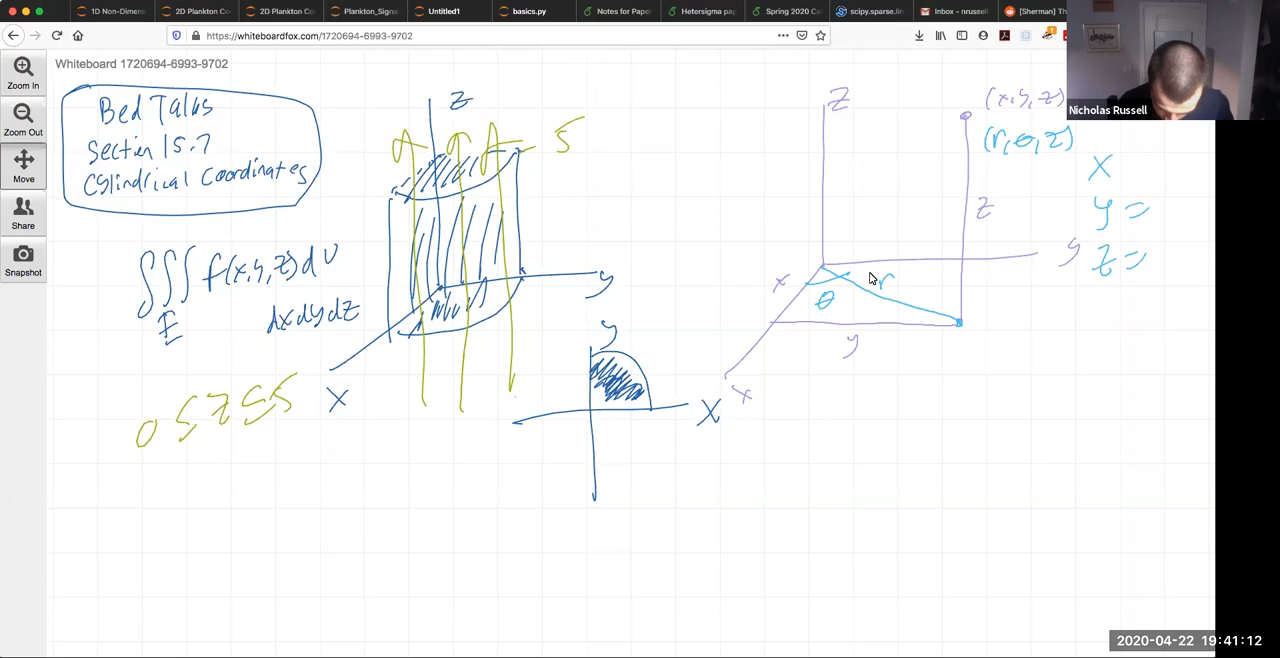 1D Non-Dimen
2D Plankton Co
2D Plankton Co
Plankton_Signa
Untitled1
basics.py
Notes for Paper
Hetersigma pap
Spring 2020 Cal
scipy.sparse.lin
Inbox - nrussell
[Sherman] Th
https://whiteboardfox.com/1720694-6993-9702
Zoom In
Zoom Out
Move
Share
Snapshot
Whiteboard 1720694-6993-9702
Bed Talks
Section 15.7
Cylindrical Coordinates
∭ f(x,y,z) dV
E
dx dy dz
0 ≤ z ≤ 5
z
5
y
x
y
x
z
(x,y,z)
(r,θ,z)
z
y
x
θ
r
y
x
x
y =
z =
Nicholas Russell
2020-04-22 19:41:12